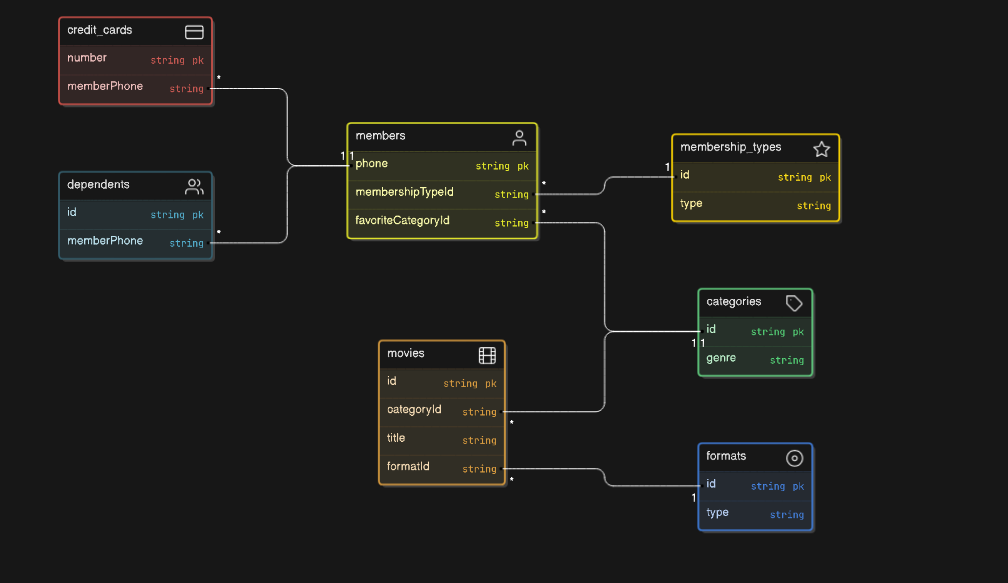 credit_cards
number string pk
memberPhone string
*
dependents
id string pk
memberPhone string
*
members
1 1
phone string pk
membershipTypeId string
*
favoriteCategoryId string
*
membership_types
1
id string pk
type string
categories
id string pk
1 1
genre string
movies
id string pk
categoryId string
*
title string
formatId string
*
formats
id string pk
1
type string